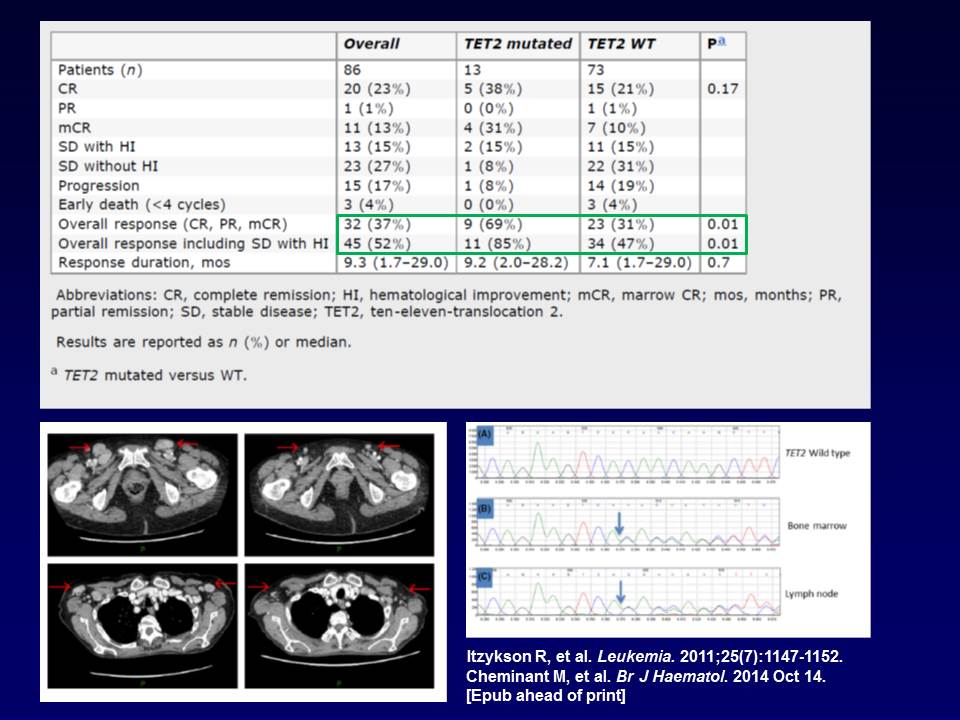 Overall TET2 mutated TET2 WT Pa
Patients (n) 86 13 73
CR 20 (23%) 5 (38%) 15 (21%) 0.17
PR 1 (1%) 0 (0%) 1 (1%)
mCR 11 (13%) 4 (31%) 7 (10%)
SD with HI 13 (15%) 2 (15%) 11 (15%)
SD without HI 23 (27%) 1 (8%) 22 (31%)
Progression 15 (17%) 1 (8%) 14 (19%)
Early death (<4 cycles) 3 (4%) 0 (0%) 3 (4%)
Overall response (CR, PR, mCR) 32 (37%) 9 (69%) 23 (31%) 0.01
Overall response including SD with HI 45 (52%) 11 (85%) 34 (47%) 0.01
Response duration, mos 9.3 (1.7–29.0) 9.2 (2.0–28.2) 7.1 (1.7–29.0) 0.7
Abbreviations: CR, complete remission; HI, hematological improvement; mCR, marrow CR; mos, months; PR,
partial remission; SD, stable disease; TET2, ten-eleven-translocation 2.
Results are reported as n (%) or median.
a TET2 mutated versus WT.
(A)
TET2 Wild type
(B)
Bone marrow
(C)
Lymph node
Itzykson R, et al. Leukemia. 2011;25(7):1147-1152.
Cheminant M, et al. Br J Haematol. 2014 Oct 14.
[Epub ahead of print]